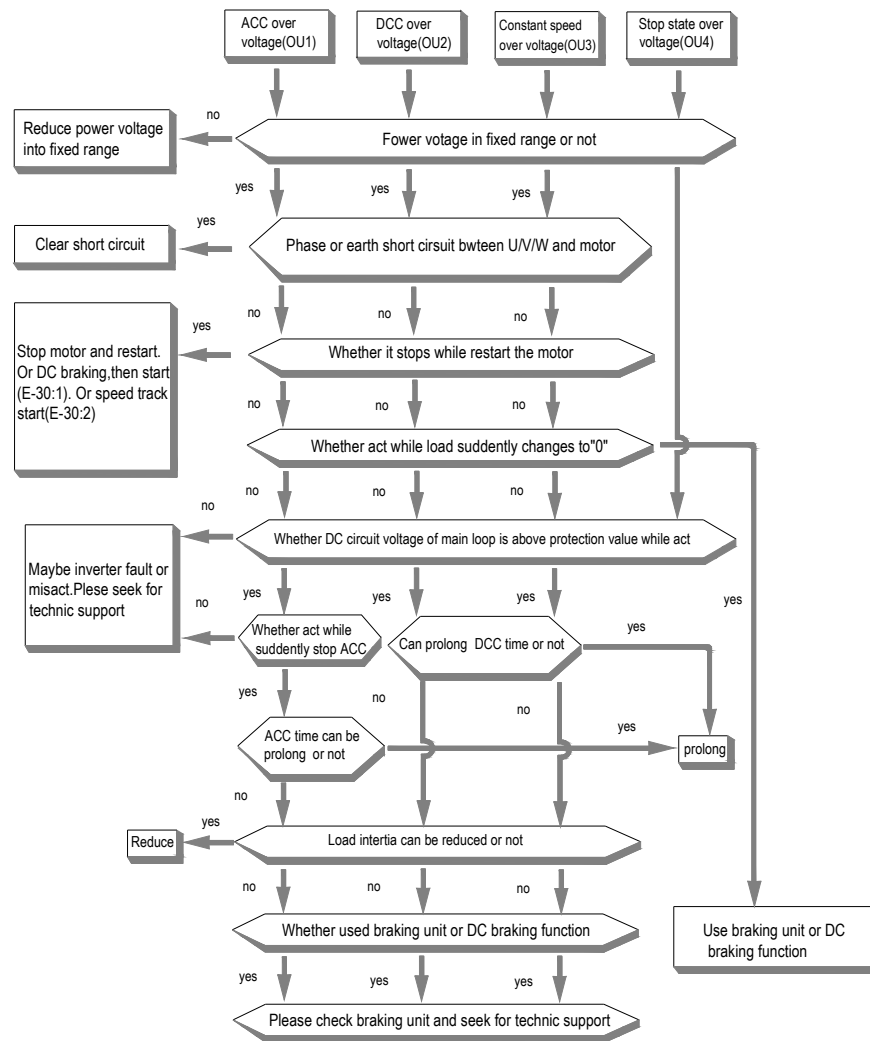 ACC over
voltage(OU1)
DCC over
voltage(OU2)
Constant speed
over voltage(OU3)
Stop state over
voltage(OU4)
no
Reduce power voltage
into fixed range
Fower votage in fixed range or not
yes
yes
yes
yes
Clear short circuit
Phase or earth short cirsuit bwteen U/V/W and motor
no
no
no
yes
Stop motor and restart.
Or DC braking,then start
(E-30:1). Or speed track
start(E-30:2)
Whether it stops while restart the motor
no
no
no
Whether act while load suddently changes to"0"
no
no
no
no
Whether DC circuit voltage of main loop is above protection value while act
Maybe inverter fault or
misact.Plese seek for
technic support
yes
yes
yes
yes
no
Whether act while
suddently stop ACC
Can prolong DCC time or not
yes
yes
no
no
ACC time can be
prolong or not
yes
prolong
no
yes
Reduce
Load intertia can be reduced or not
no
no
no
Whether used braking unit or DC braking function
Use braking unit or DC
braking function
yes
yes
yes
Please check braking unit and seek for technic support